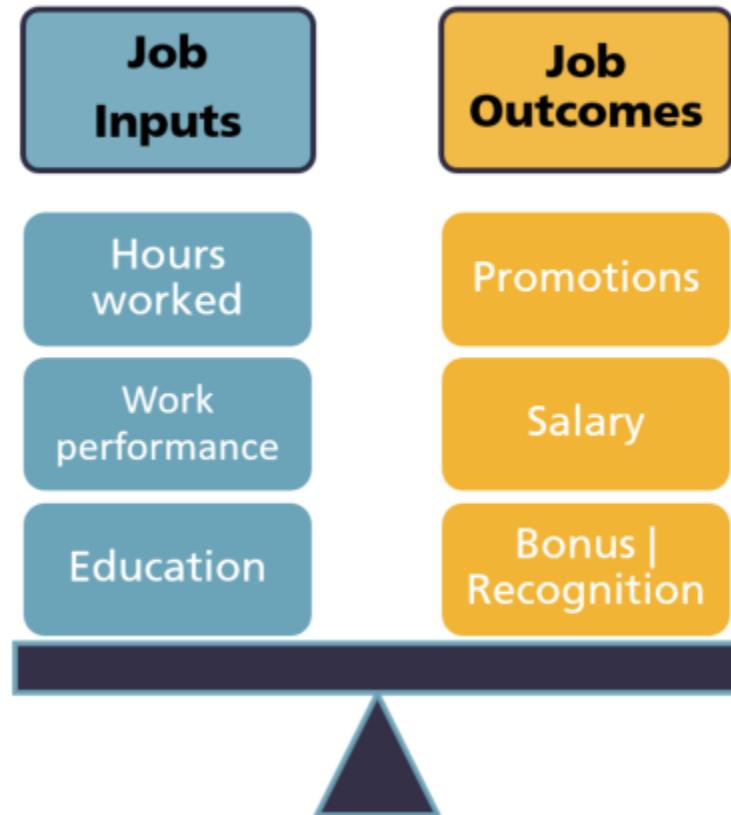 Job
Inputs
Job
Outcomes
Hours
worked
Promotions
Work
performance
Salary
Education
Bonus |
Recognition